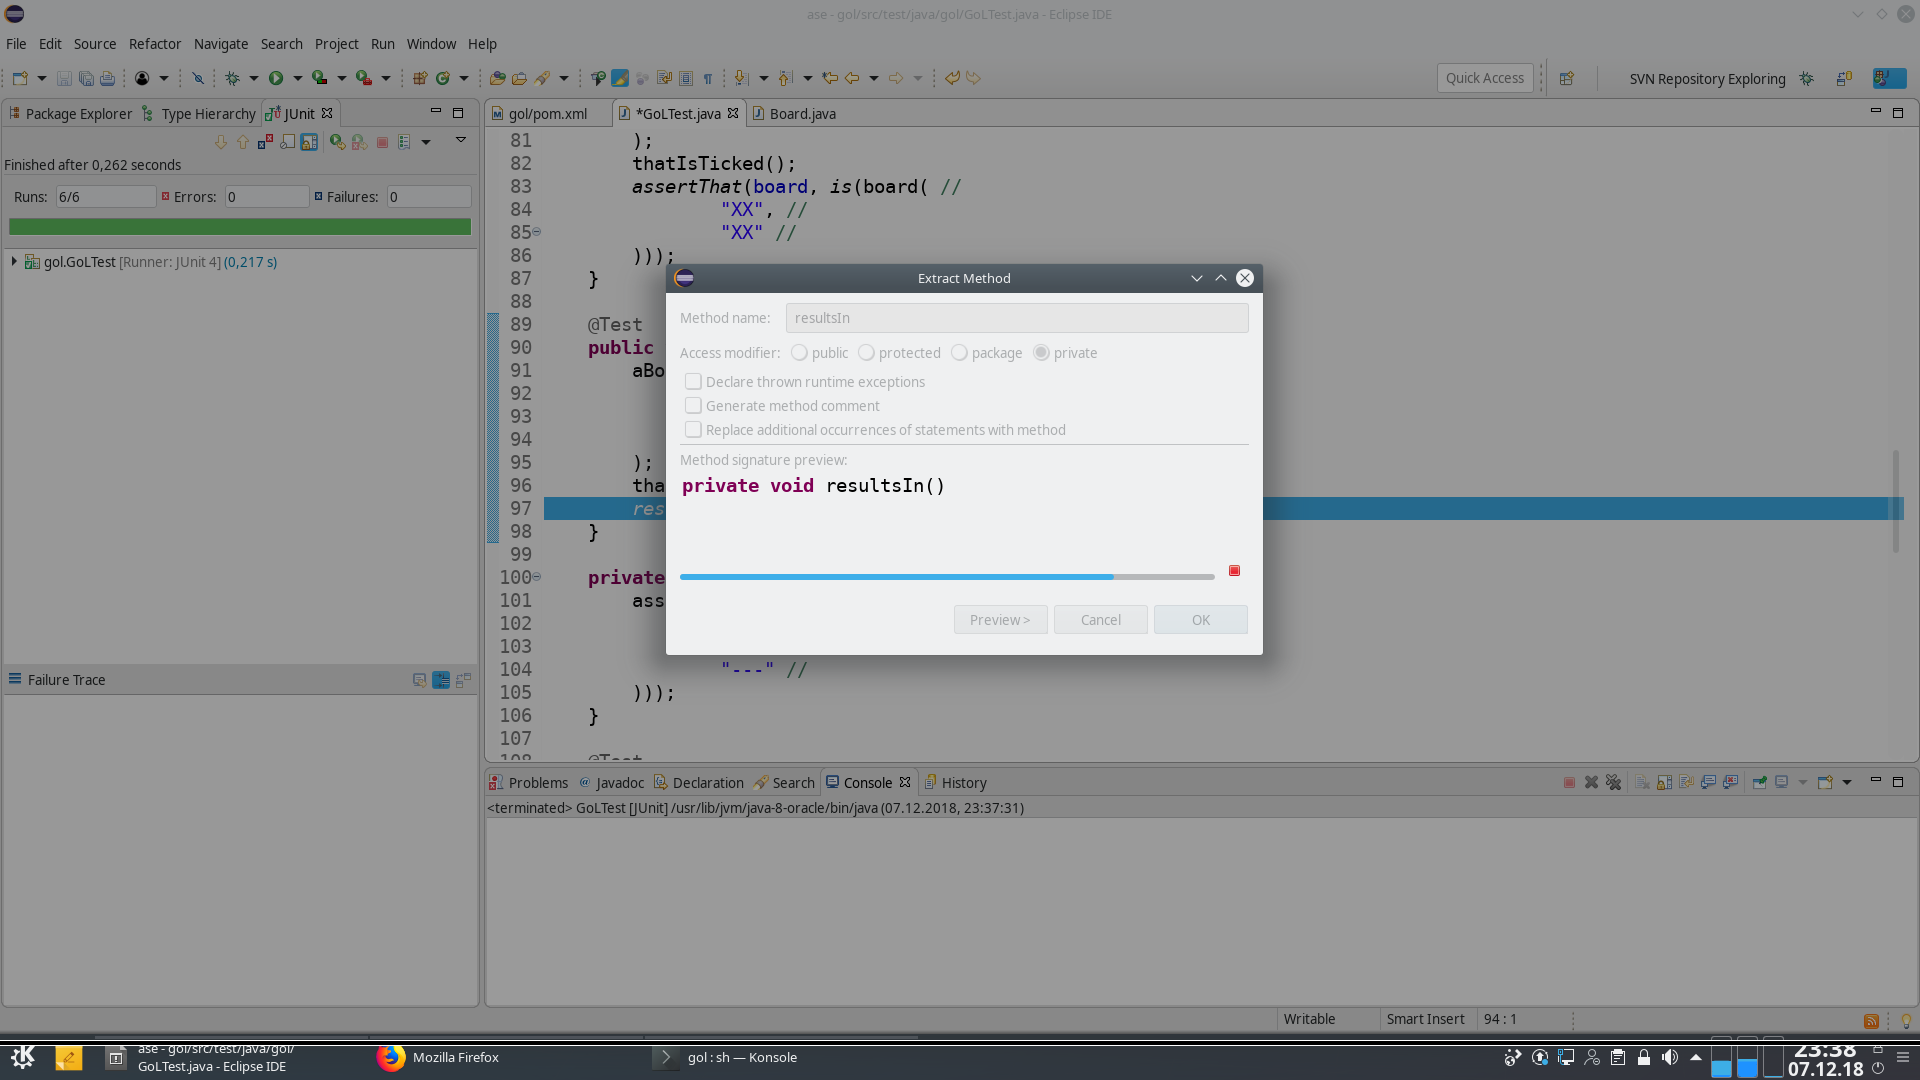 ase - gol/src/test/java/gol/GoLTest.java - Eclipse IDE
File Edit Source Refactor Navigate Search Project Run Window Help
Quick Access
SVN Repository Exploring
Package Explorer Type Hierarchy JUnit
Finished after 0,262 seconds
Runs: 6/6 Errors: 0 Failures: 0
gol.GoLTest [Runner: JUnit 4] (0,217 s)
Failure Trace
gol/pom.xml *GoLTest.java Board.java
81 );
82 thatIsTicked();
83 assertThat(board, is(board( //
84 "XX", //
85 "XX" //
86 )));
87 }
88
89 @Test
90 public
91 aBo
92
93
94
95 );
96 tha
97 res
98 }
99
100 private
101 ass
102
103
104 "---" //
105 )));
106 }
107
108 @Test
Extract Method
Method name: resultsIn
Access modifier: public protected package private
Declare thrown runtime exceptions
Generate method comment
Replace additional occurrences of statements with method
Method signature preview:
private void resultsIn()
Preview > Cancel OK
Problems Javadoc Declaration Search Console History
<terminated> GoLTest [JUnit] /usr/lib/jvm/java-8-oracle/bin/java (07.12.2018, 23:37:31)
Writable Smart Insert 94 : 1
ase - gol/src/test/java/gol/
GoLTest.java - Eclipse IDE
Mozilla Firefox
gol : sh — Konsole
23:38
07.12.18